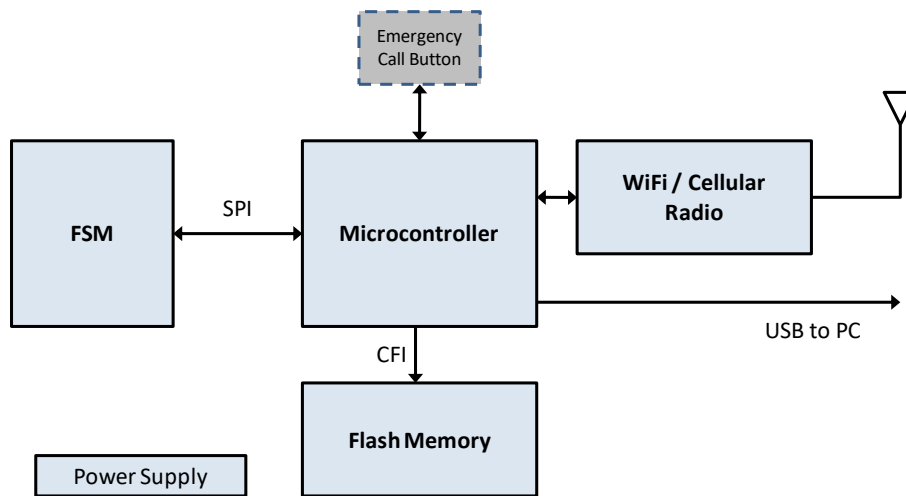 Emergency
Call Button
WiFi / Cellular
Radio
SPI
FSM
Microcontroller
USB to PC
CFI
Flash Memory
Power Supply